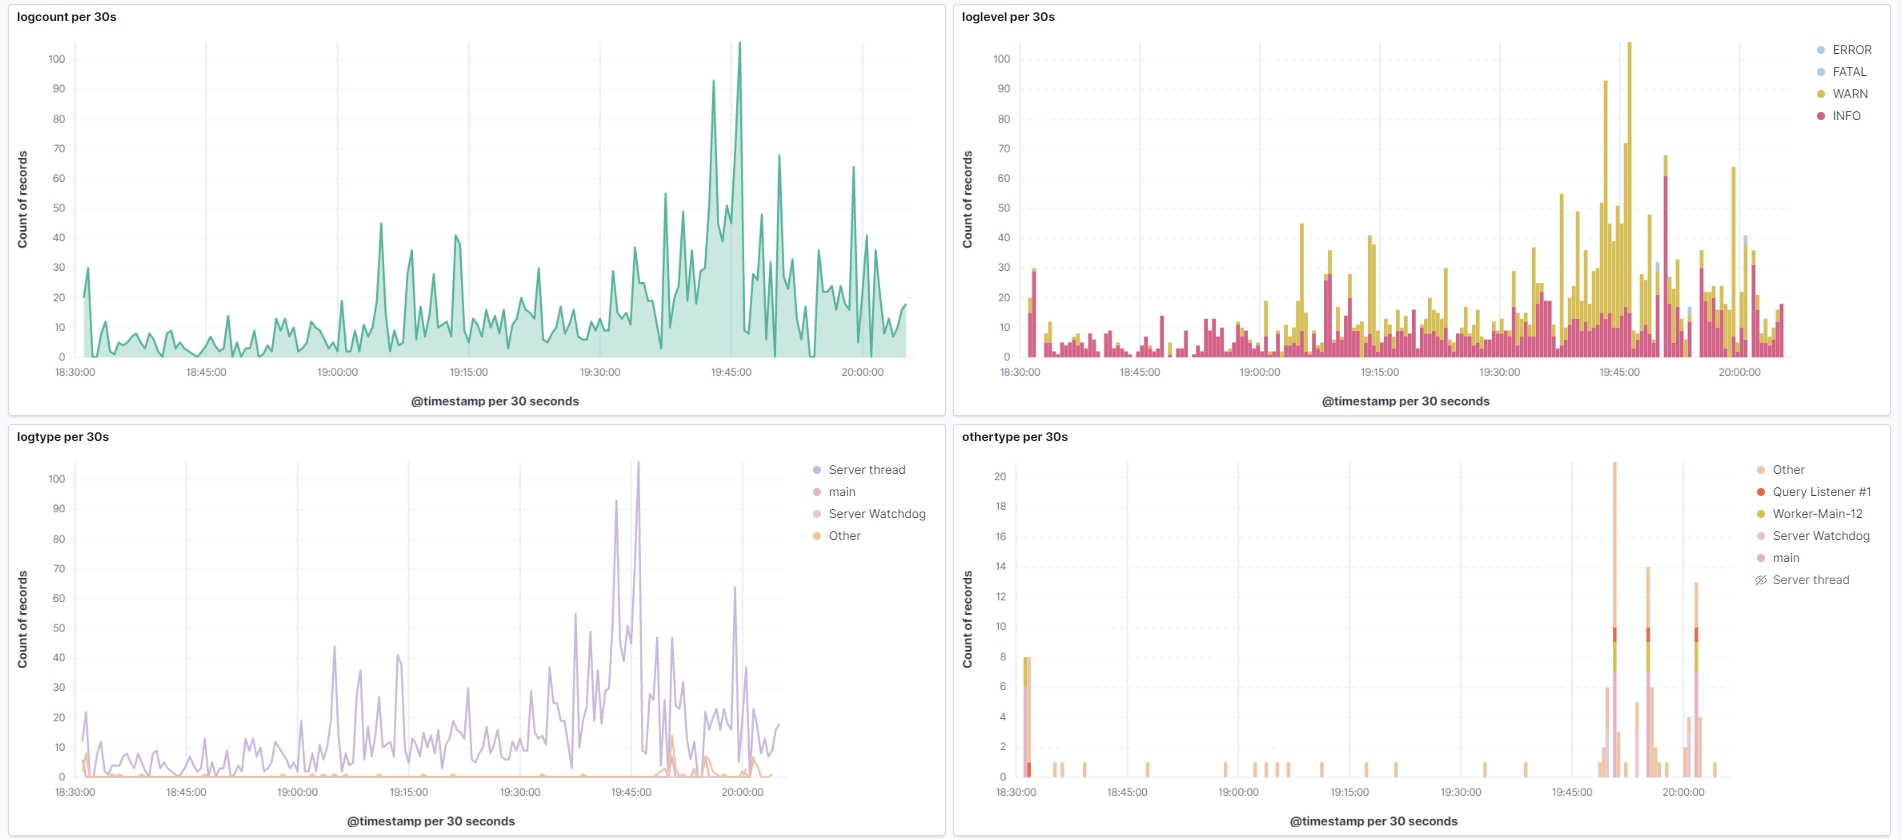 logcount per 30s
Count of records
100
90
80
70
60
50
40
30
20
10
0
18:30:00 18:45:00 19:00:00 19:15:00 19:30:00 19:45:00 20:00:00
@timestamp per 30 seconds
loglevel per 30s
Count of records
100
90
80
70
60
50
40
30
20
10
0
18:30:00 18:45:00 19:00:00 19:15:00 19:30:00 19:45:00 20:00:00
@timestamp per 30 seconds
ERROR
FATAL
WARN
INFO
logtype per 30s
Count of records
100
90
80
70
60
50
40
30
20
10
0
18:30:00 18:45:00 19:00:00 19:15:00 19:30:00 19:45:00 20:00:00
@timestamp per 30 seconds
Server thread
main
Server Watchdog
Other
othertype per 30s
Count of records
20
18
16
14
12
10
8
6
4
2
0
18:30:00 18:45:00 19:00:00 19:15:00 19:30:00 19:45:00 20:00:00
@timestamp per 30 seconds
Other
Query Listener #1
Worker-Main-12
Server Watchdog
main
Server thread